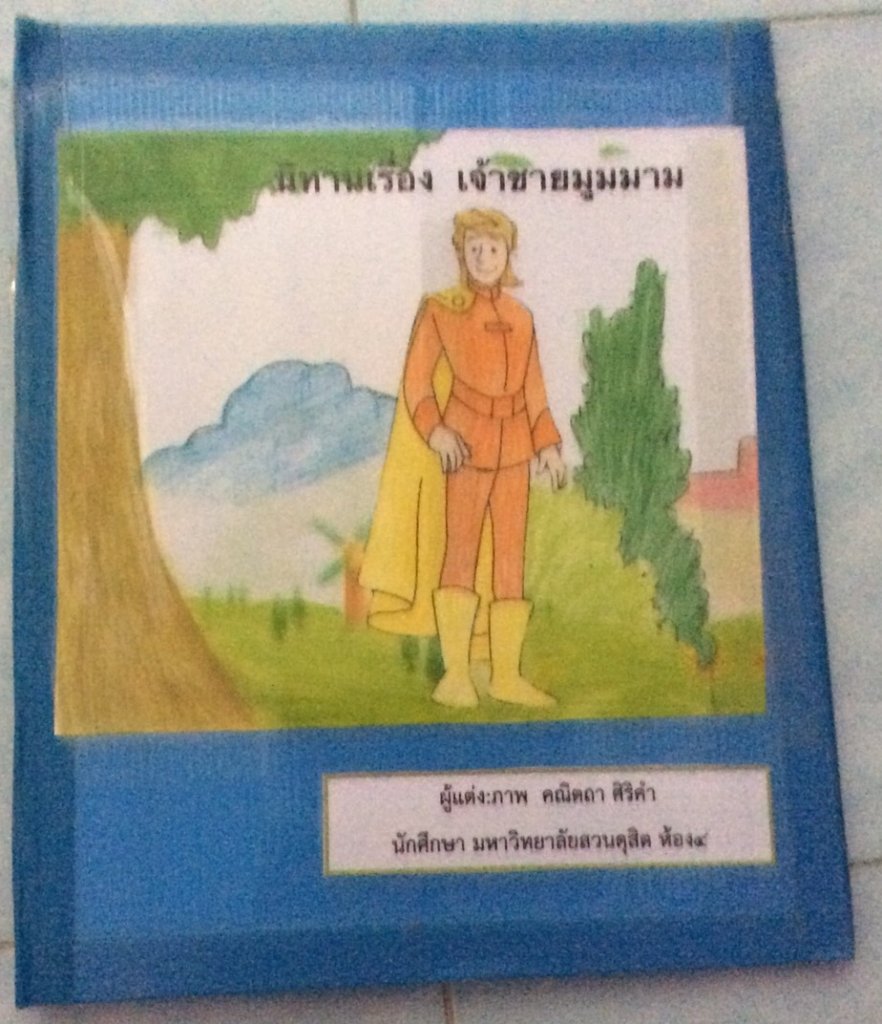 นิทานเรื่อง เจ้าชายมูมมาม
ผู้แต่ง:ภาพ คณิตถา สิริคำ
นักศึกษา มหาวิทยาลัยสวนดุสิต ห้อง๔